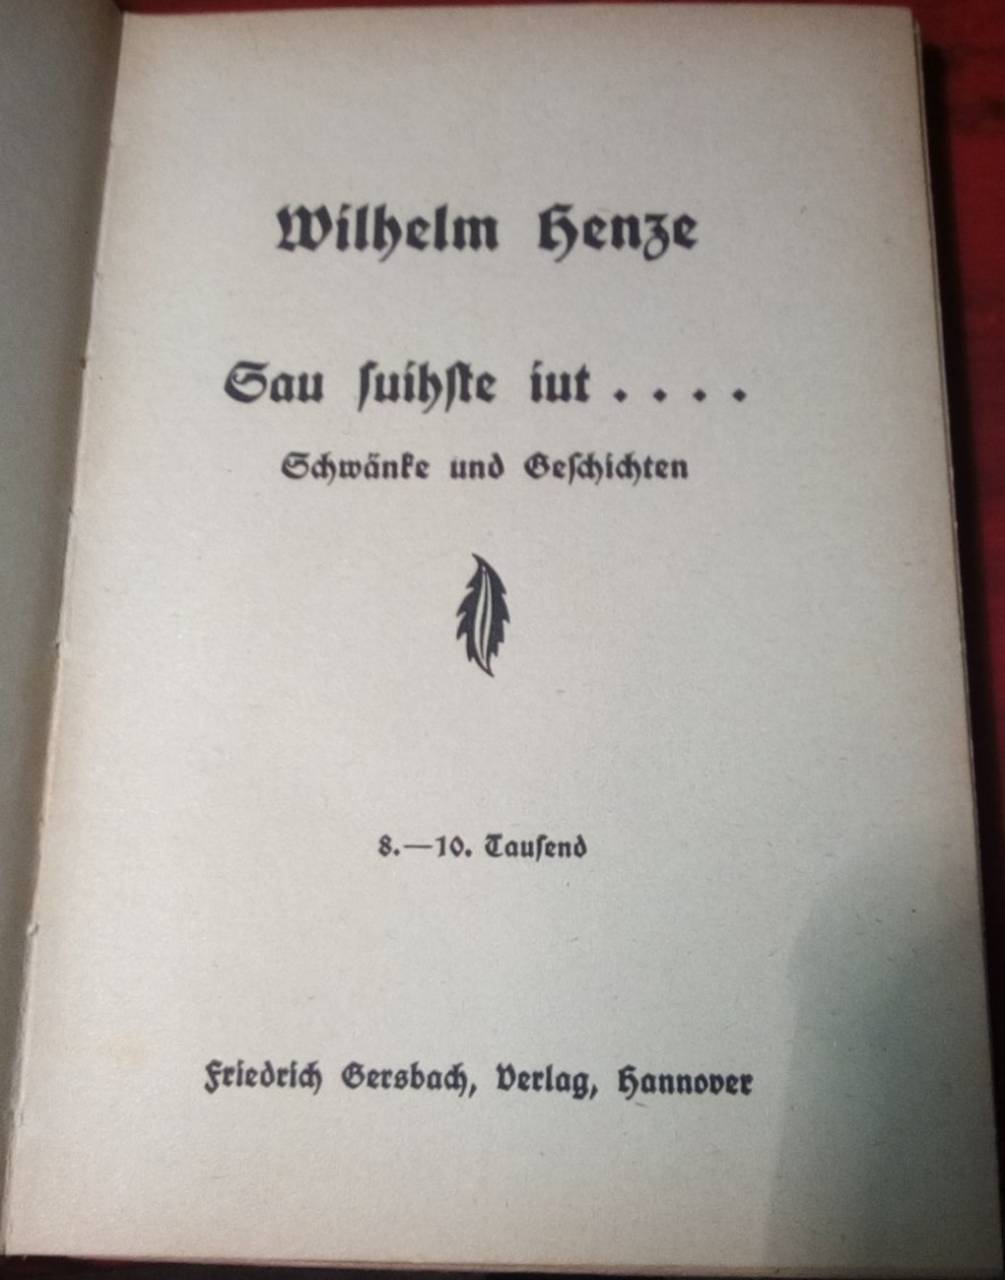 Wilhelm Henze
Sau ſuihſte iut . . . .
Schwänke und Geſchichten
8.—10. Tauſend
Friedrich Gersbach, Verlag, Hannover